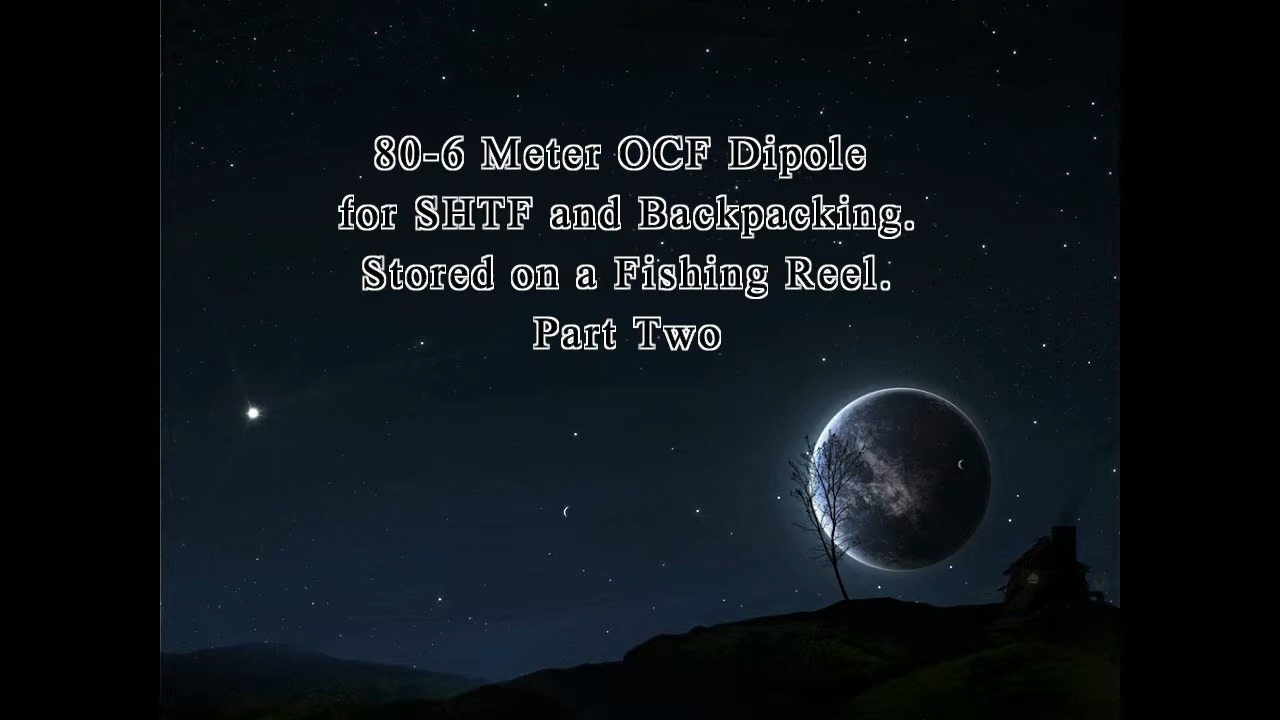 80-6 Meter OCF Dipole
for SHTF and Backpacking.
Stored on a Fishing Reel.
Part Two